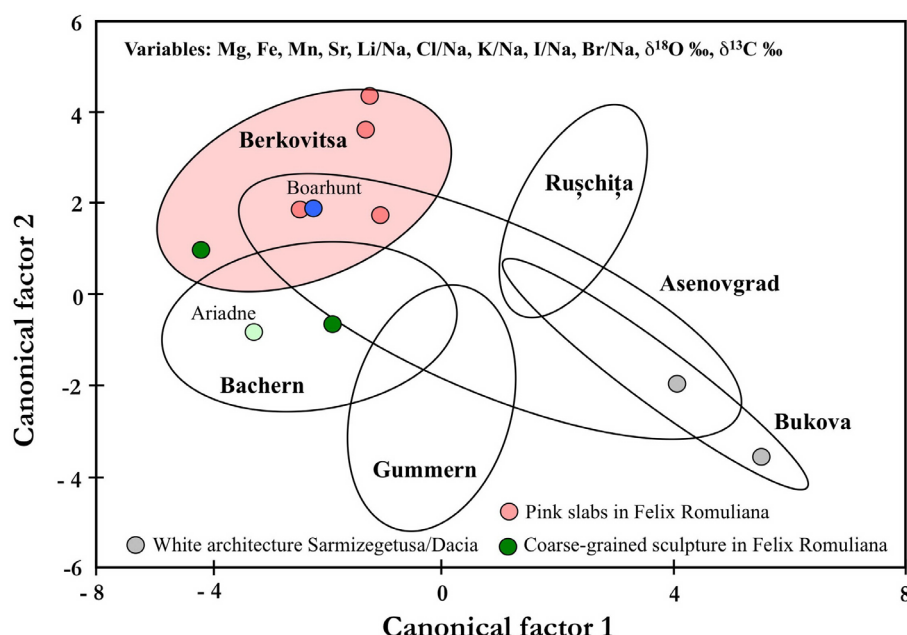 6
Variables: Mg, Fe, Mn, Sr, Li/Na, Cl/Na, K/Na, I/Na, Br/Na, δ¹⁸O ‰, δ¹³C ‰
4
Berkovitsa
Rușchița
Boarhunt
2
Canonical factor 2
Asenovgrad
0
Ariadne
Bachern
-2
Bukova
Gummern
- 4
Pink slabs in Felix Romuliana
White architecture Sarmizegetusa/Dacia
Coarse-grained sculpture in Felix Romuliana
-6
- 8 - 4 0 4 8
Canonical factor 1